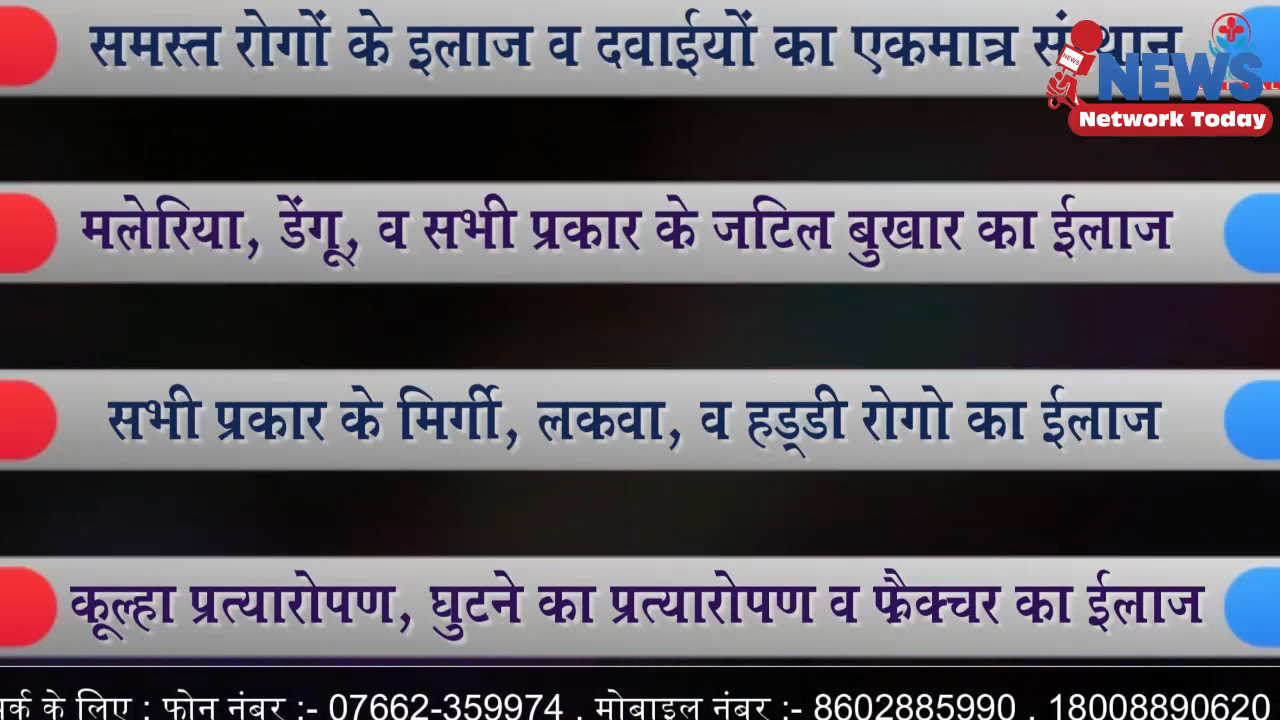 समस्त रोगों के इलाज व दवाईयों का एकमात्र
NEWS
NEWS
Network Today
मलेरिया, डेंगू, व सभी प्रकार के जटिल बुखार का ईलाज
सभी प्रकार के मिर्गी, लकवा, व हड्डी रोगो का ईलाज
कूल्हा प्रत्यारोपण, घुटने का प्रत्यारोपण व फ्रैक्चर का ईलाज
के लिए : फोन नंबर :- 07662-359974 , मोबाइल नंबर :- 8602885990 , 18008890620